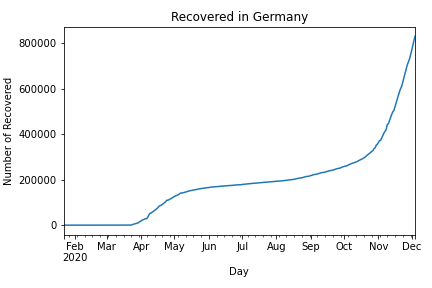 Recovered in Germany
800000
600000
400000
200000
0
Number of Recovered
Feb Mar Apr May Jun Jul Aug Sep Oct Nov Dec
2020
Day